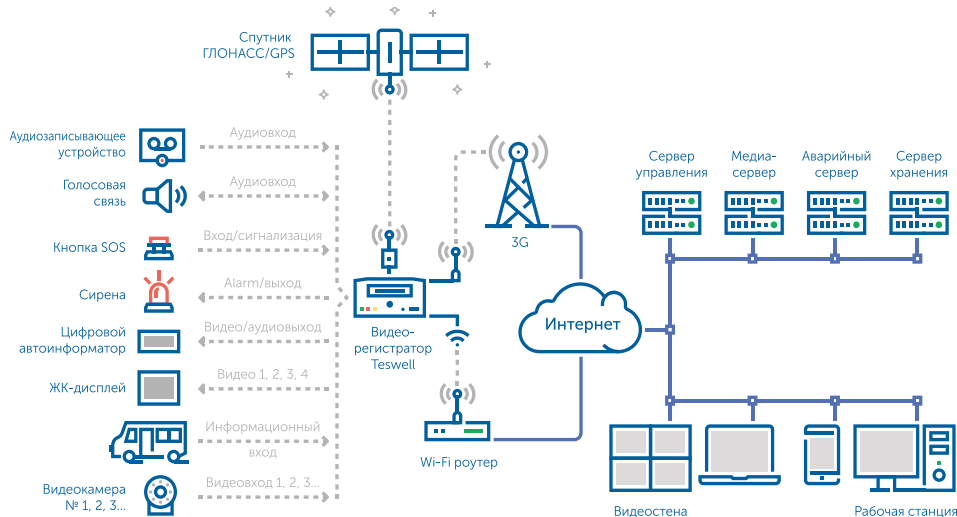 Спутник
ГЛОНАСС/GPS
Аудиозаписывающее
устройство
Аудиовход
Голосовая
связь
Аудиовход
Кнопка SOS
Вход/сигнализация
Сирена
Alarm/выход
Цифровой
автоинформатор
Видео/аудиовыход
ЖК-дисплей
Видео 1, 2, 3, 4
Информационный
вход
Видеокамера
№ 1, 2, 3...
Видеовход 1, 2, 3...
Видео-
регистратор
Teswell
3G
Wi-Fi роутер
Интернет
Сервер
управления
Медиа-
сервер
Аварийный
сервер
Сервер
хранения
Видеостена
Рабочая станция